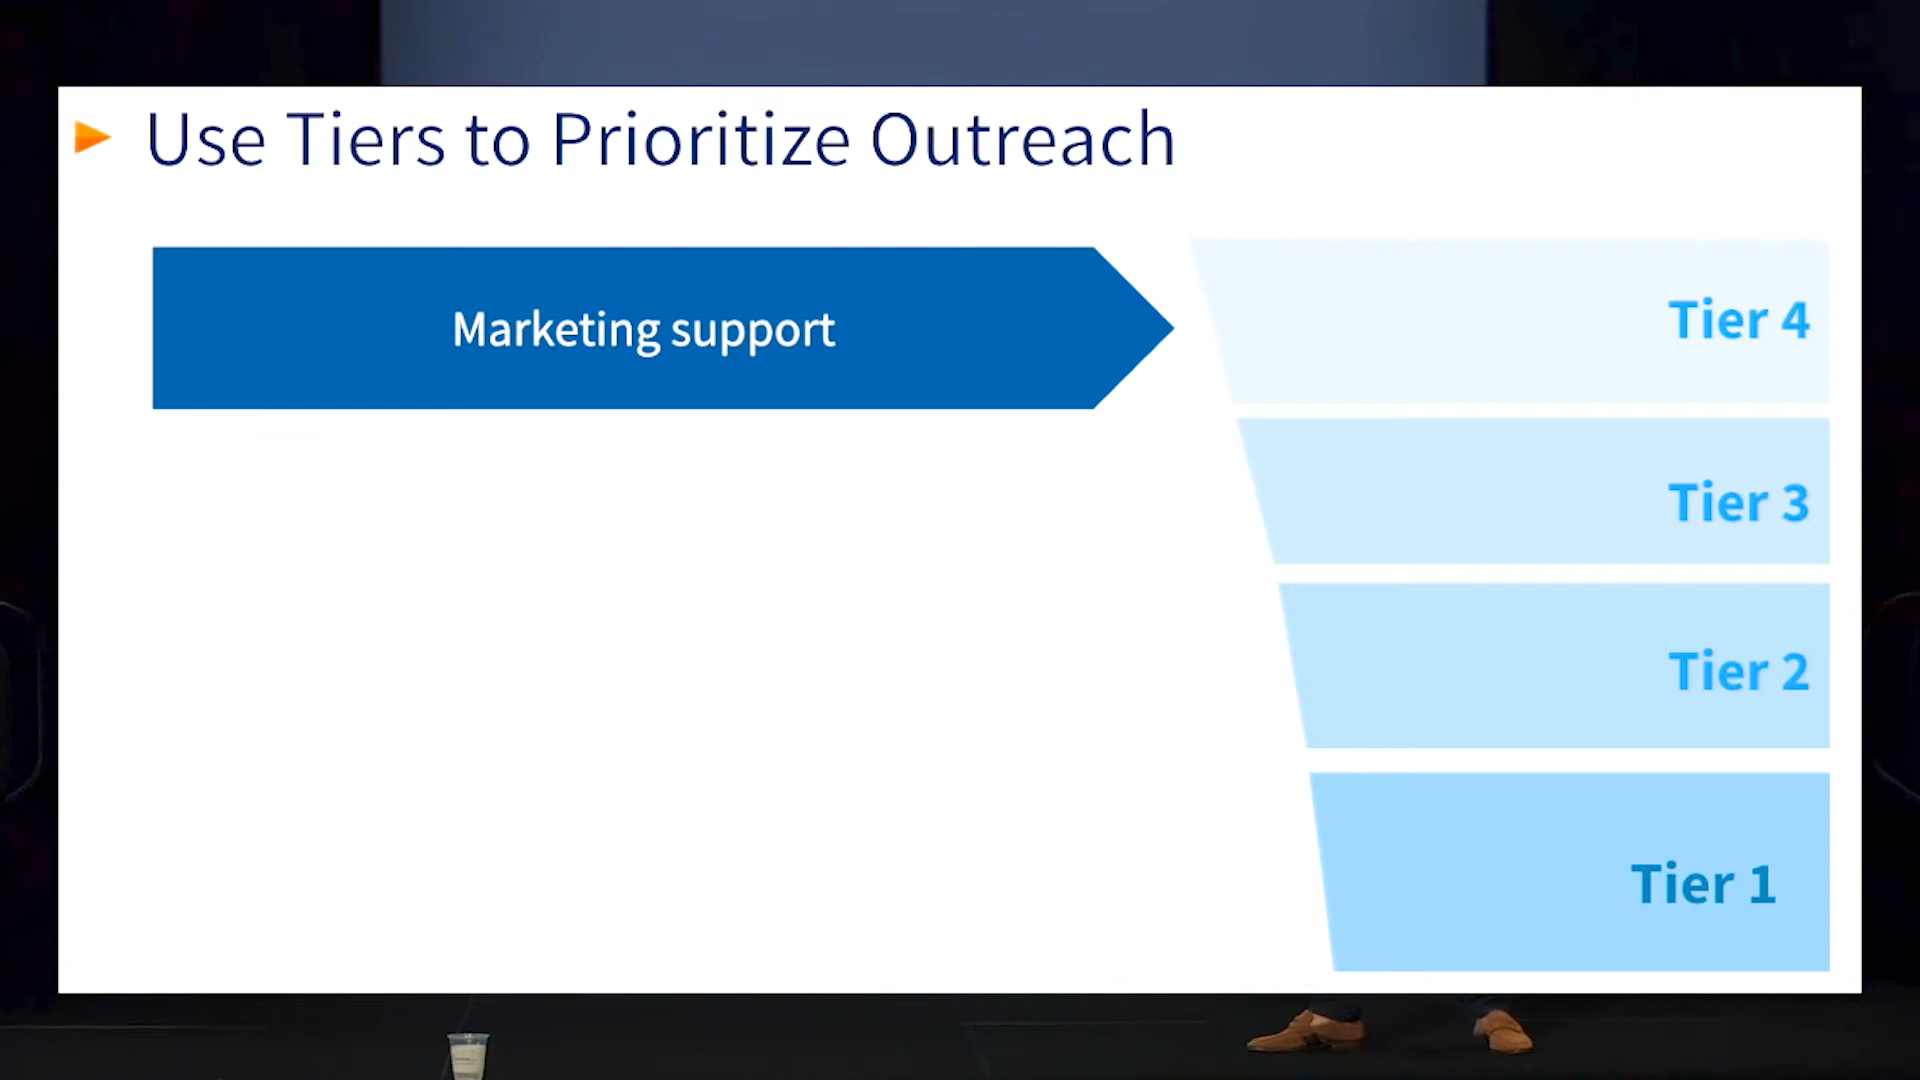 Use Tiers to Prioritize Outreach
Marketing support
Tier 4
Tier 3
Tier 2
Tier 1